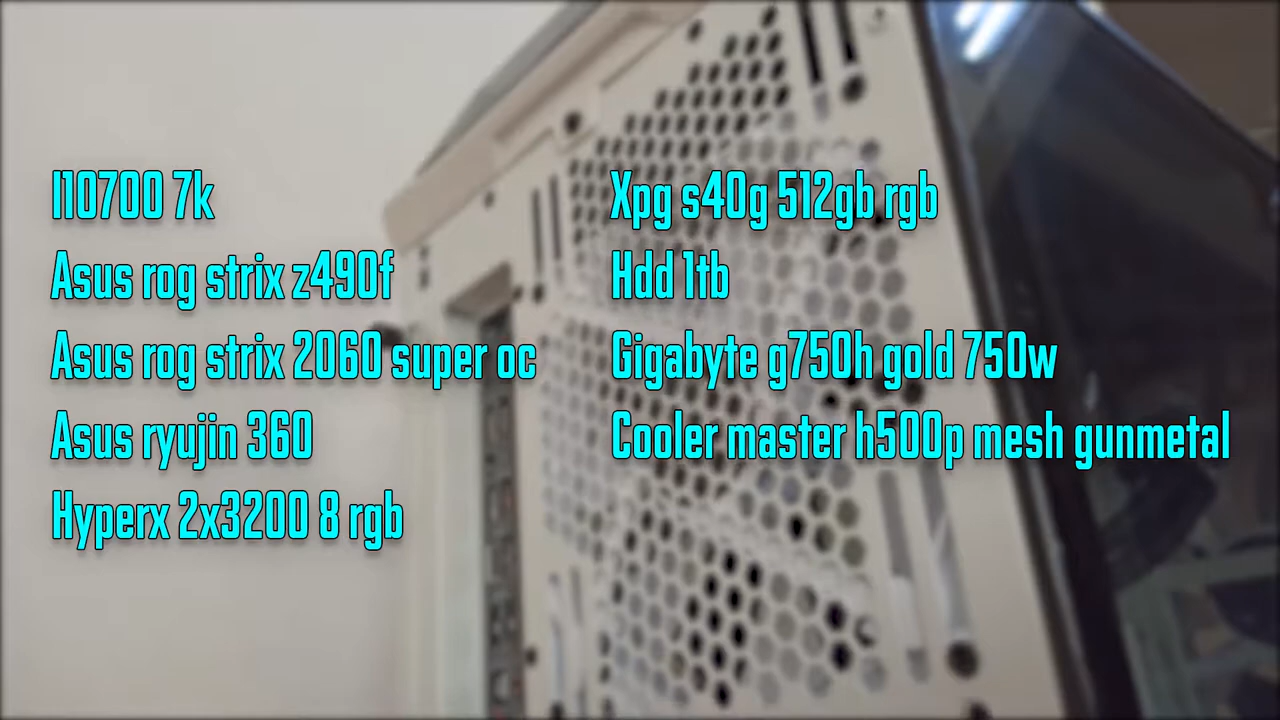 I10700 7k
Asus rog strix z490f
Asus rog strix 2060 super oc
Asus ryujin 360
Hyperx 2x3200 8 rgb
Xpg s40g 512gb rgb
Hdd 1tb
Gigabyte g750h gold 750w
Cooler master h500p mesh gunmetal